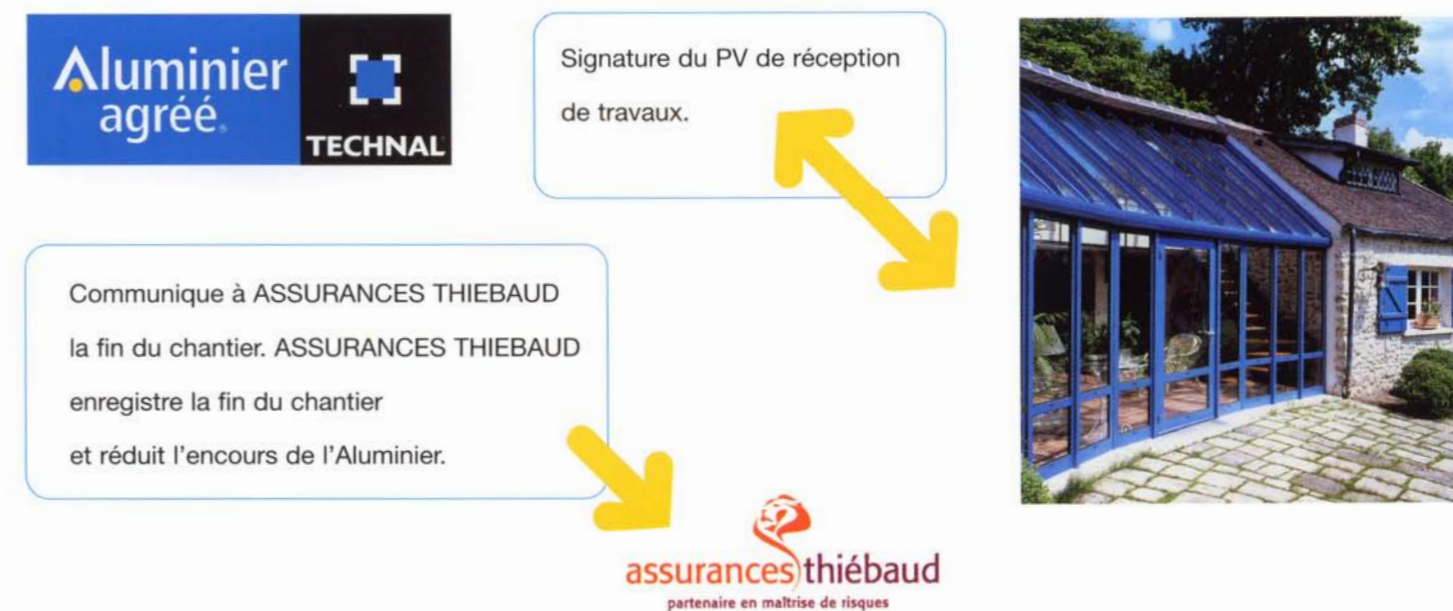 Aluminier
agréé
TECHNAL
Signature du PV de réception
de travaux.
Communique à ASSURANCES THIEBAUD
la fin du chantier. ASSURANCES THIEBAUD
enregistre la fin du chantier
et réduit l'encours de l'Aluminier.
assurances thiébaud
partenaire en maîtrise de risques